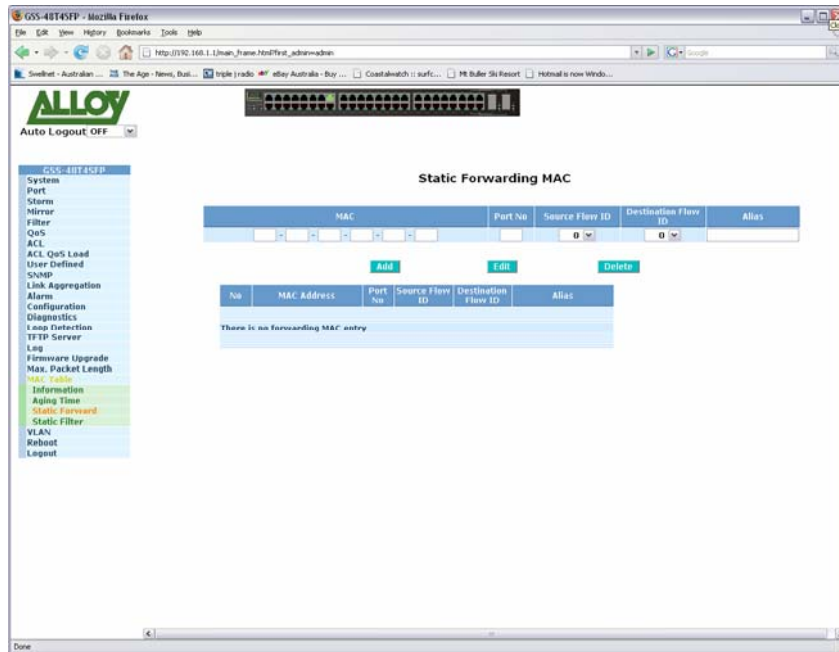 GSS-48T4SFP - Mozilla Firefox
File Edit View History Bookmarks Tools Help
http://192.168.1.1/main_frame.html?first_admin=admin
Google
Swellnet - Australian ... The Age - News, Busi... triple j radio eBay Australia - Buy ... Coastalwatch :: surfc... Mt Buller Ski Resort Hotmail is now Windo...
ALLOY
Auto Logout OFF
GSS-48T4SFP
System
Port
Storm
Mirror
Filter
QoS
ACL
ACL QoS Load
User Defined
SNMP
Link Aggregation
Alarm
Configuration
Diagnostics
Loop Detection
TFTP Server
Log
Firmware Upgrade
Max. Packet Length
MAC Table
Information
Aging Time
Static Forward
Static Filter
VLAN
Reboot
Logout
Static Forwarding MAC
MAC Port No Source Flow ID Destination Flow ID Alias
- - - - - 0 0
Add Edit Delete
No MAC Address Port No Source Flow ID Destination Flow ID Alias
There is no forwarding MAC entry
Done